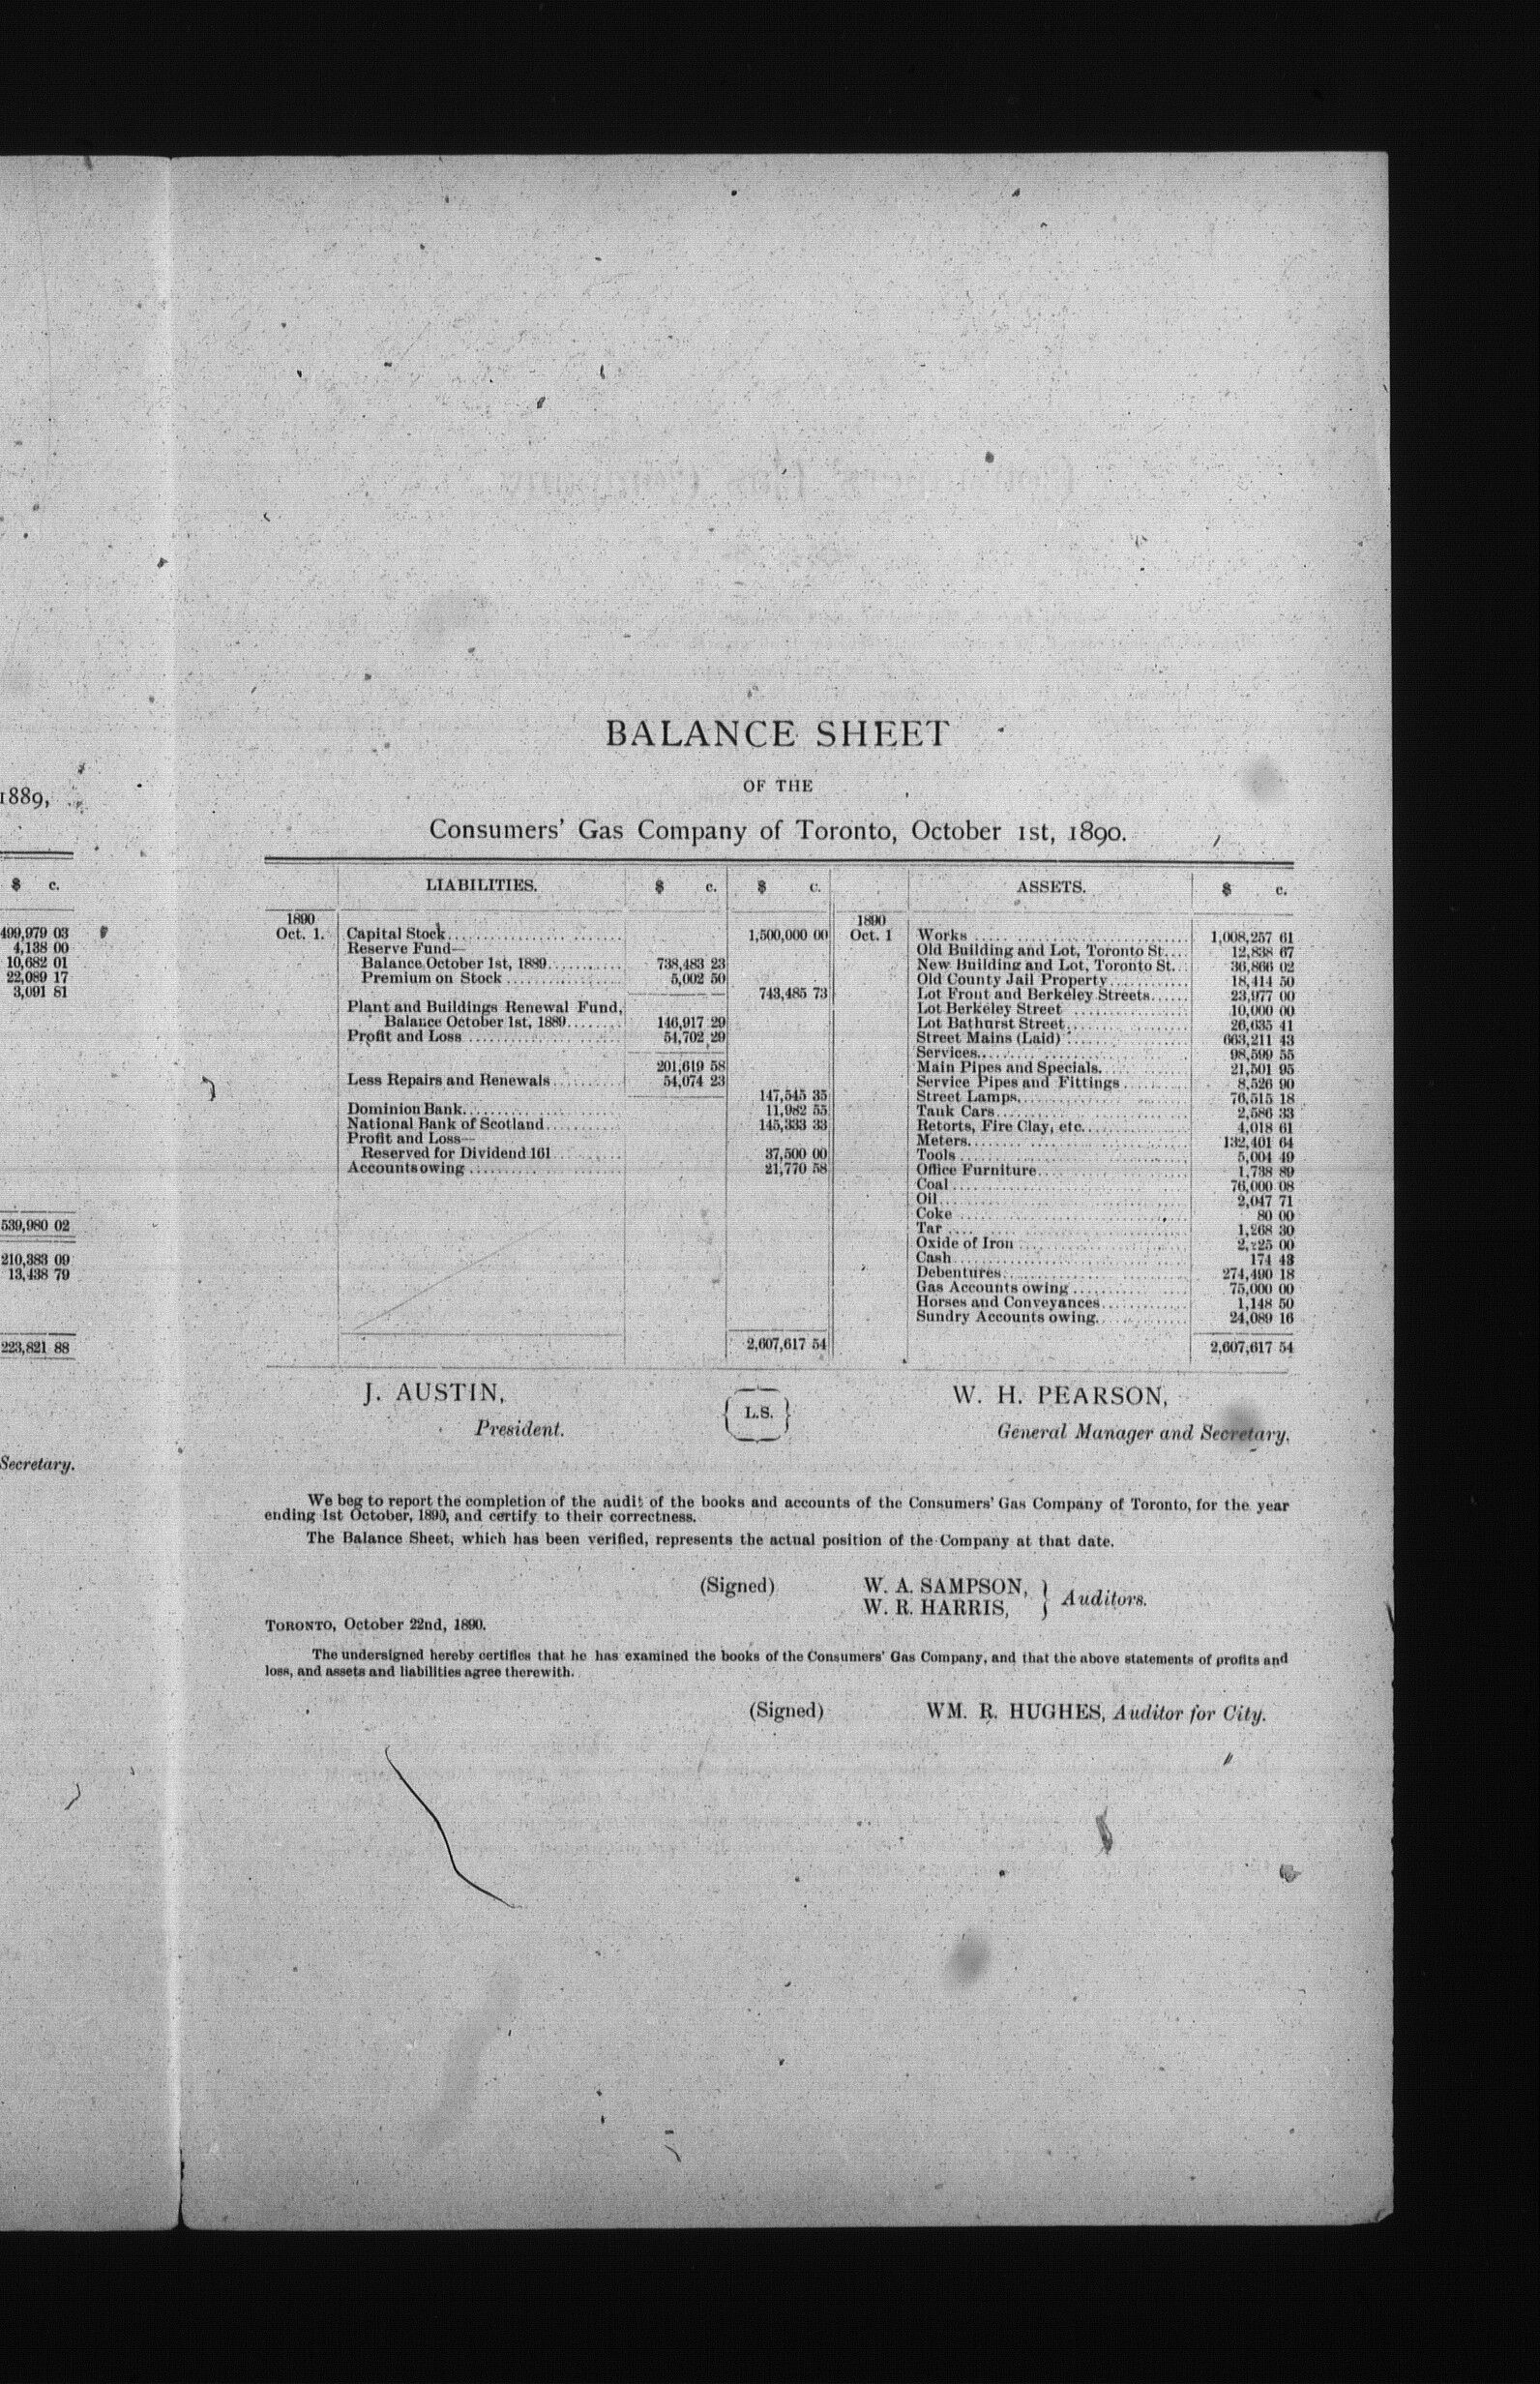 1889,
$ c.
499,979 03
4,138 00
10,682 01
22,089 17
3,091 81
539,980 02
210,383 09
13,438 79
223,821 88
Secretary.
BALANCE SHEET
OF THE
Consumers' Gas Company of Toronto, October 1st, 1890.
LIABILITIES. $ c. $ c.
1890
Oct. 1. Capital Stock 1,500,000 00
Reserve Fund—
Balance October 1st, 1889 738,483 23
Premium on Stock 5,002 50
743,485 73
Plant and Buildings Renewal Fund,
Balance October 1st, 1889 146,917 29
Profit and Loss 54,702 29
201,619 58
Less Repairs and Renewals 54,074 23
147,545 35
Dominion Bank 11,982 55
National Bank of Scotland 145,333 33
Profit and Loss—
Reserved for Dividend 161 37,500 00
Accounts owing 21,770 58
2,607,617 54
ASSETS. $ c.
1890
Oct. 1 Works 1,008,257 61
Old Building and Lot, Toronto St. 12,838 67
New Building and Lot, Toronto St. 36,866 02
Old County Jail Property 18,414 50
Lot Front and Berkeley Streets 23,977 00
Lot Berkeley Street 10,000 00
Lot Bathurst Street 26,635 41
Street Mains (Laid) 663,211 43
Services 98,599 55
Main Pipes and Specials 21,501 95
Service Pipes and Fittings 8,526 90
Street Lamps 76,515 18
Tank Cars 2,586 33
Retorts, Fire Clay, etc. 4,018 61
Meters 132,401 64
Tools 5,004 49
Office Furniture 1,738 89
Coal 76,000 08
Oil 2,047 71
Coke 80 00
Tar 1,268 30
Oxide of Iron
Cash 174 43
Debentures 274,490 18
Gas Accounts owing 75,000 00
Horses and Conveyances 1,148 50
Sundry Accounts owing 24,089 16
2,607,617 54
J. AUSTIN,
President.
L.S.
W. H. PEARSON,
General Manager and Secretary.
We beg to report the completion of the audit of the books and accounts of the Consumers' Gas Company of Toronto, for the year
ending 1st October, 1890, and certify to their correctness.
The Balance Sheet, which has been verified, represents the actual position of the Company at that date.
(Signed) W. A. SAMPSON,
W. R. HARRIS, } Auditors.
TORONTO, October 22nd, 1890.
The undersigned hereby certifies that he has examined the books of the Consumers' Gas Company, and that the above statements of profits and
loss, and assets and liabilities agree therewith.
(Signed) WM. R. HUGHES, Auditor for City.